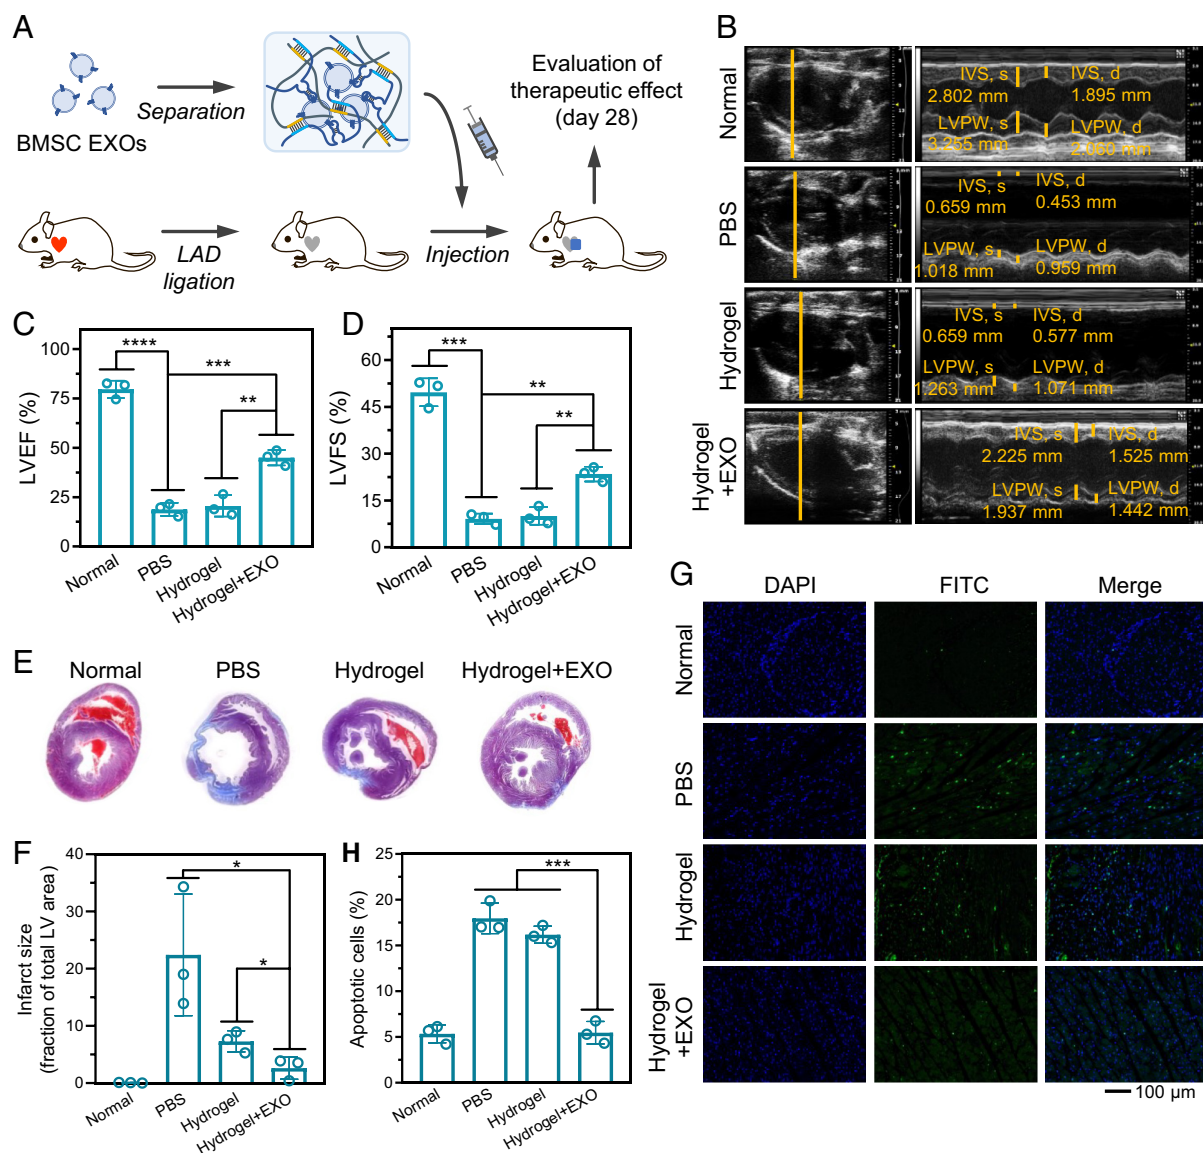 A
BMSC EXOs
Separation
Evaluation of
therapeutic effect
(day 28)
LAD
ligation
Injection
B
Normal
IVS, s
2.802 mm
IVS, d
1.895 mm
LVPW, s
3.255 mm
LVPW, d
2.060 mm
PBS
IVS, s
0.659 mm
IVS, d
0.453 mm
LVPW, s
1.018 mm
LVPW, d
0.959 mm
Hydrogel
IVS, s
0.659 mm
IVS, d
0.577 mm
LVPW, s
1.263 mm
LVPW, d
1.071 mm
Hydrogel
+EXO
IVS, s
2.225 mm
IVS, d
1.525 mm
LVPW, s
1.937 mm
LVPW, d
1.442 mm
C
LVEF (%)
100
75
50
25
0
****
***
**
Normal
PBS
Hydrogel
Hydrogel+EXO
D
LVFS (%)
60
45
30
15
0
***
**
**
Normal
PBS
Hydrogel
Hydrogel+EXO
E
Normal
PBS
Hydrogel
Hydrogel+EXO
F
Infarct size
(fraction of total LV area)
40
30
20
10
0
*
*
Normal
PBS
Hydrogel
Hydrogel+EXO
H
Apoptotic cells (%)
25
20
15
10
5
0
***
Normal
PBS
Hydrogel
Hydrogel+EXO
G
DAPI
FITC
Merge
Normal
PBS
Hydrogel
Hydrogel
+EXO
100 μm